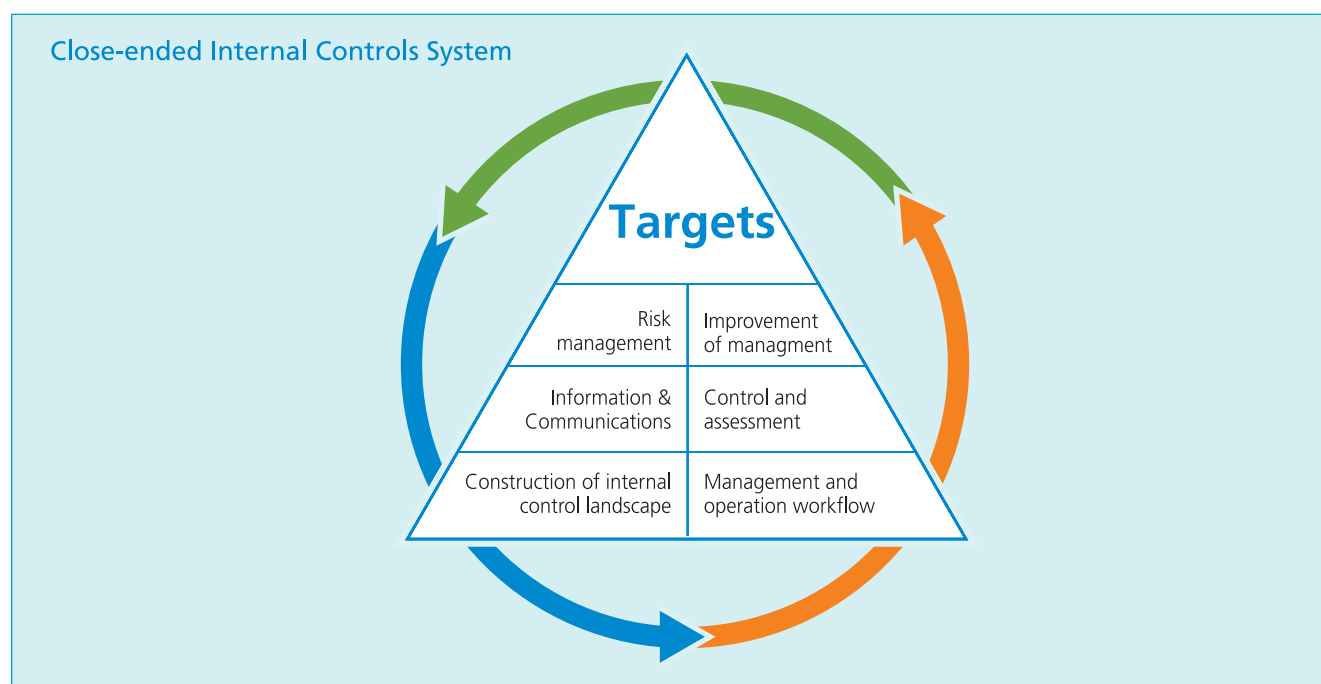 Close-ended Internal Controls System
Targets
Risk
management
Improvement
of managment
Information &
Communications
Control and
assessment
Construction of internal
control landscape
Management and
operation workflow